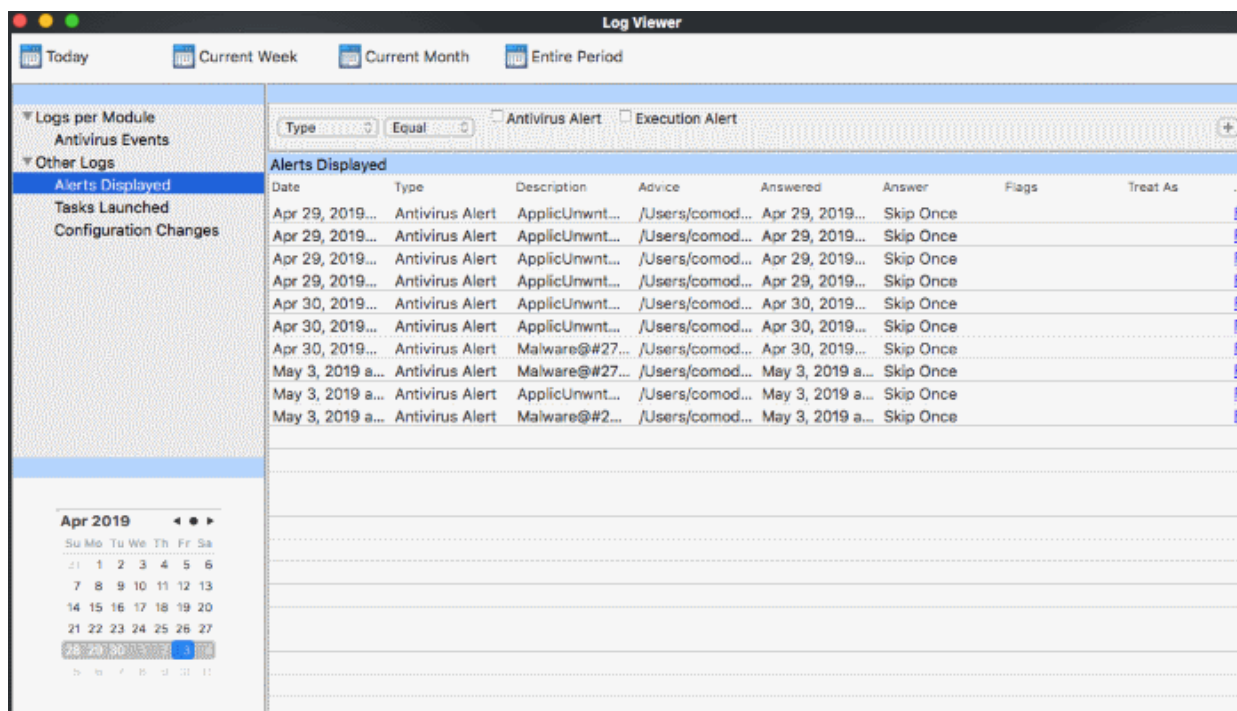 Log Viewer
Today Current Week Current Month Entire Period
Logs per Module
Antivirus Events
Other Logs
Alerts Displayed
Tasks Launched
Configuration Changes
Type Equal Antivirus Alert Execution Alert
Alerts Displayed
Date Type Description Advice Answered Answer Flags Treat As
Apr 29, 2019... Antivirus Alert ApplicUnwnt... /Users/comod... Apr 29, 2019... Skip Once
Apr 29, 2019... Antivirus Alert ApplicUnwnt... /Users/comod... Apr 29, 2019... Skip Once
Apr 29, 2019... Antivirus Alert ApplicUnwnt... /Users/comod... Apr 29, 2019... Skip Once
Apr 29, 2019... Antivirus Alert ApplicUnwnt... /Users/comod... Apr 29, 2019... Skip Once
Apr 30, 2019... Antivirus Alert ApplicUnwnt... /Users/comod... Apr 30, 2019... Skip Once
Apr 30, 2019... Antivirus Alert ApplicUnwnt... /Users/comod... Apr 30, 2019... Skip Once
Apr 30, 2019... Antivirus Alert Malware@#27... /Users/comod... Apr 30, 2019... Skip Once
May 3, 2019 a... Antivirus Alert Malware@#27... /Users/comod... May 3, 2019 a... Skip Once
May 3, 2019 a... Antivirus Alert ApplicUnwnt... /Users/comod... May 3, 2019 a... Skip Once
May 3, 2019 a... Antivirus Alert Malware@#2... /Users/comod... May 3, 2019 a... Skip Once
Apr 2019
Su Mo Tu We Th Fr Sa
1 2 3 4 5 6
7 8 9 10 11 12 13
14 15 16 17 18 19 20
21 22 23 24 25 26 27
28 29 30 3